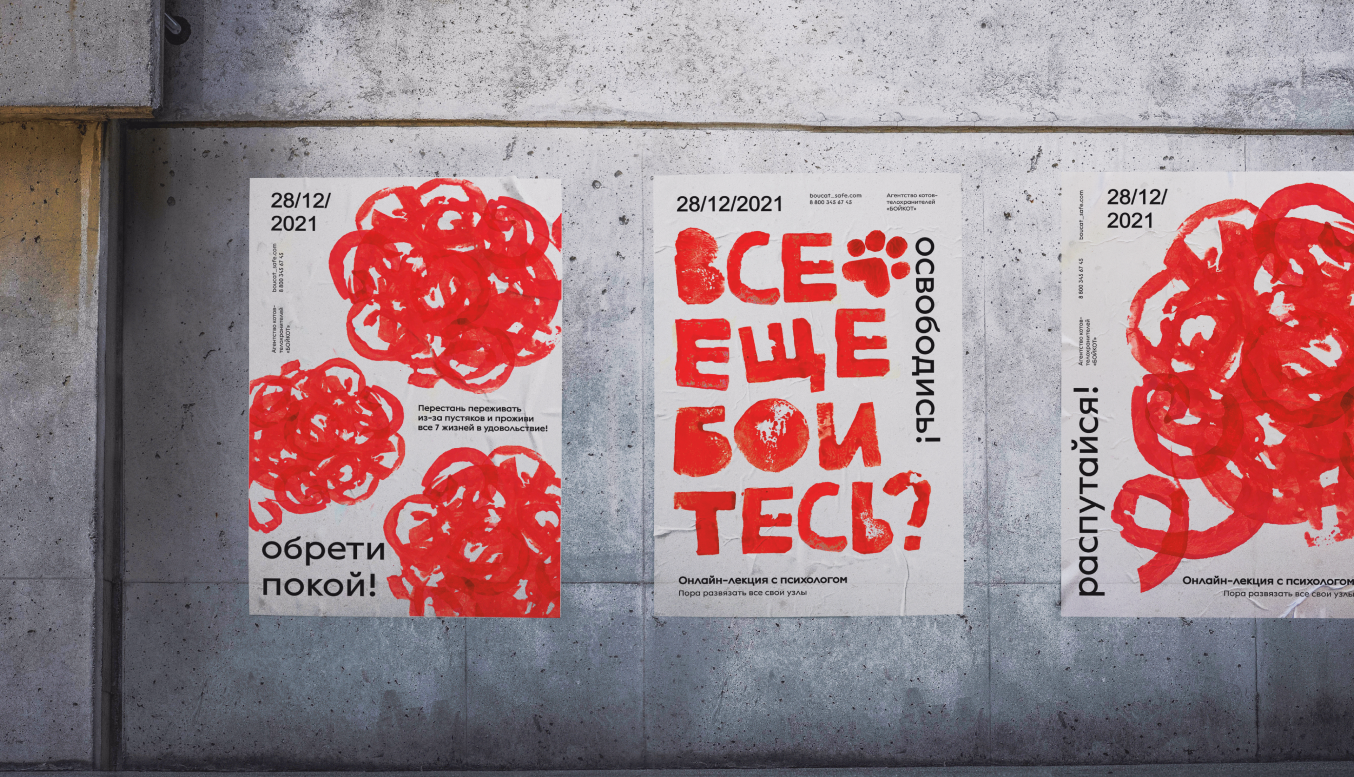 28/12/
2021
boucat_safe.com
8 800 345 67 45
Агентство котов-
телохранителей
«БОЙКОТ»
Перестань переживать
из-за пустяков и проживи
все 7 жизней в удовольствие!
обрети
покой!
28/12/2021
boucat_safe.com
8 800 345 67 45
Агентство котов-
телохранителей
«БОЙКОТ»
ВСЕ
ЕЩЕ
БОИ
ТЕСЬ?
освободись!
Онлайн-лекция с психологом
Пора развязать все свои узлы
28/12/
2021
boucat_safe.com
8 800 345 67 45
Агентство котов-
телохранителей
«БОЙКОТ»
распутайся!
Онлайн-лекция с психологом
Пора развязать все свои узлы